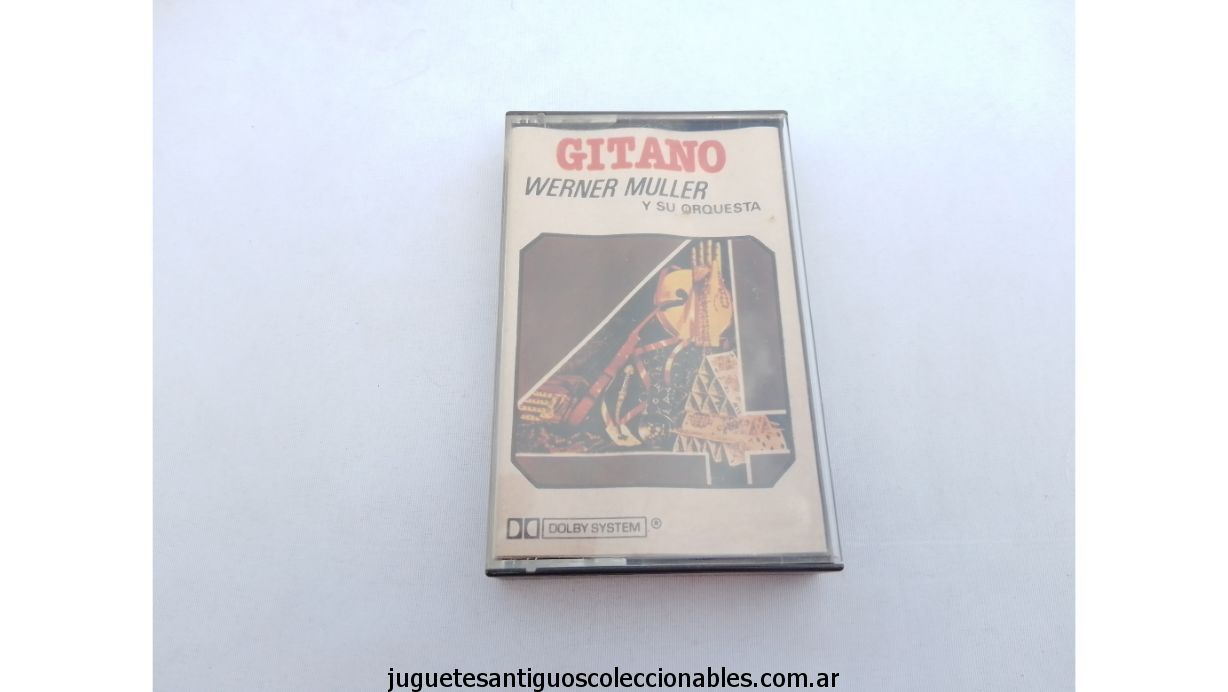 GITANO
WERNER MULLER
Y SU ORQUESTA
DOLBY SYSTEM ®
juguetesantiguoscoleccionables.com.ar